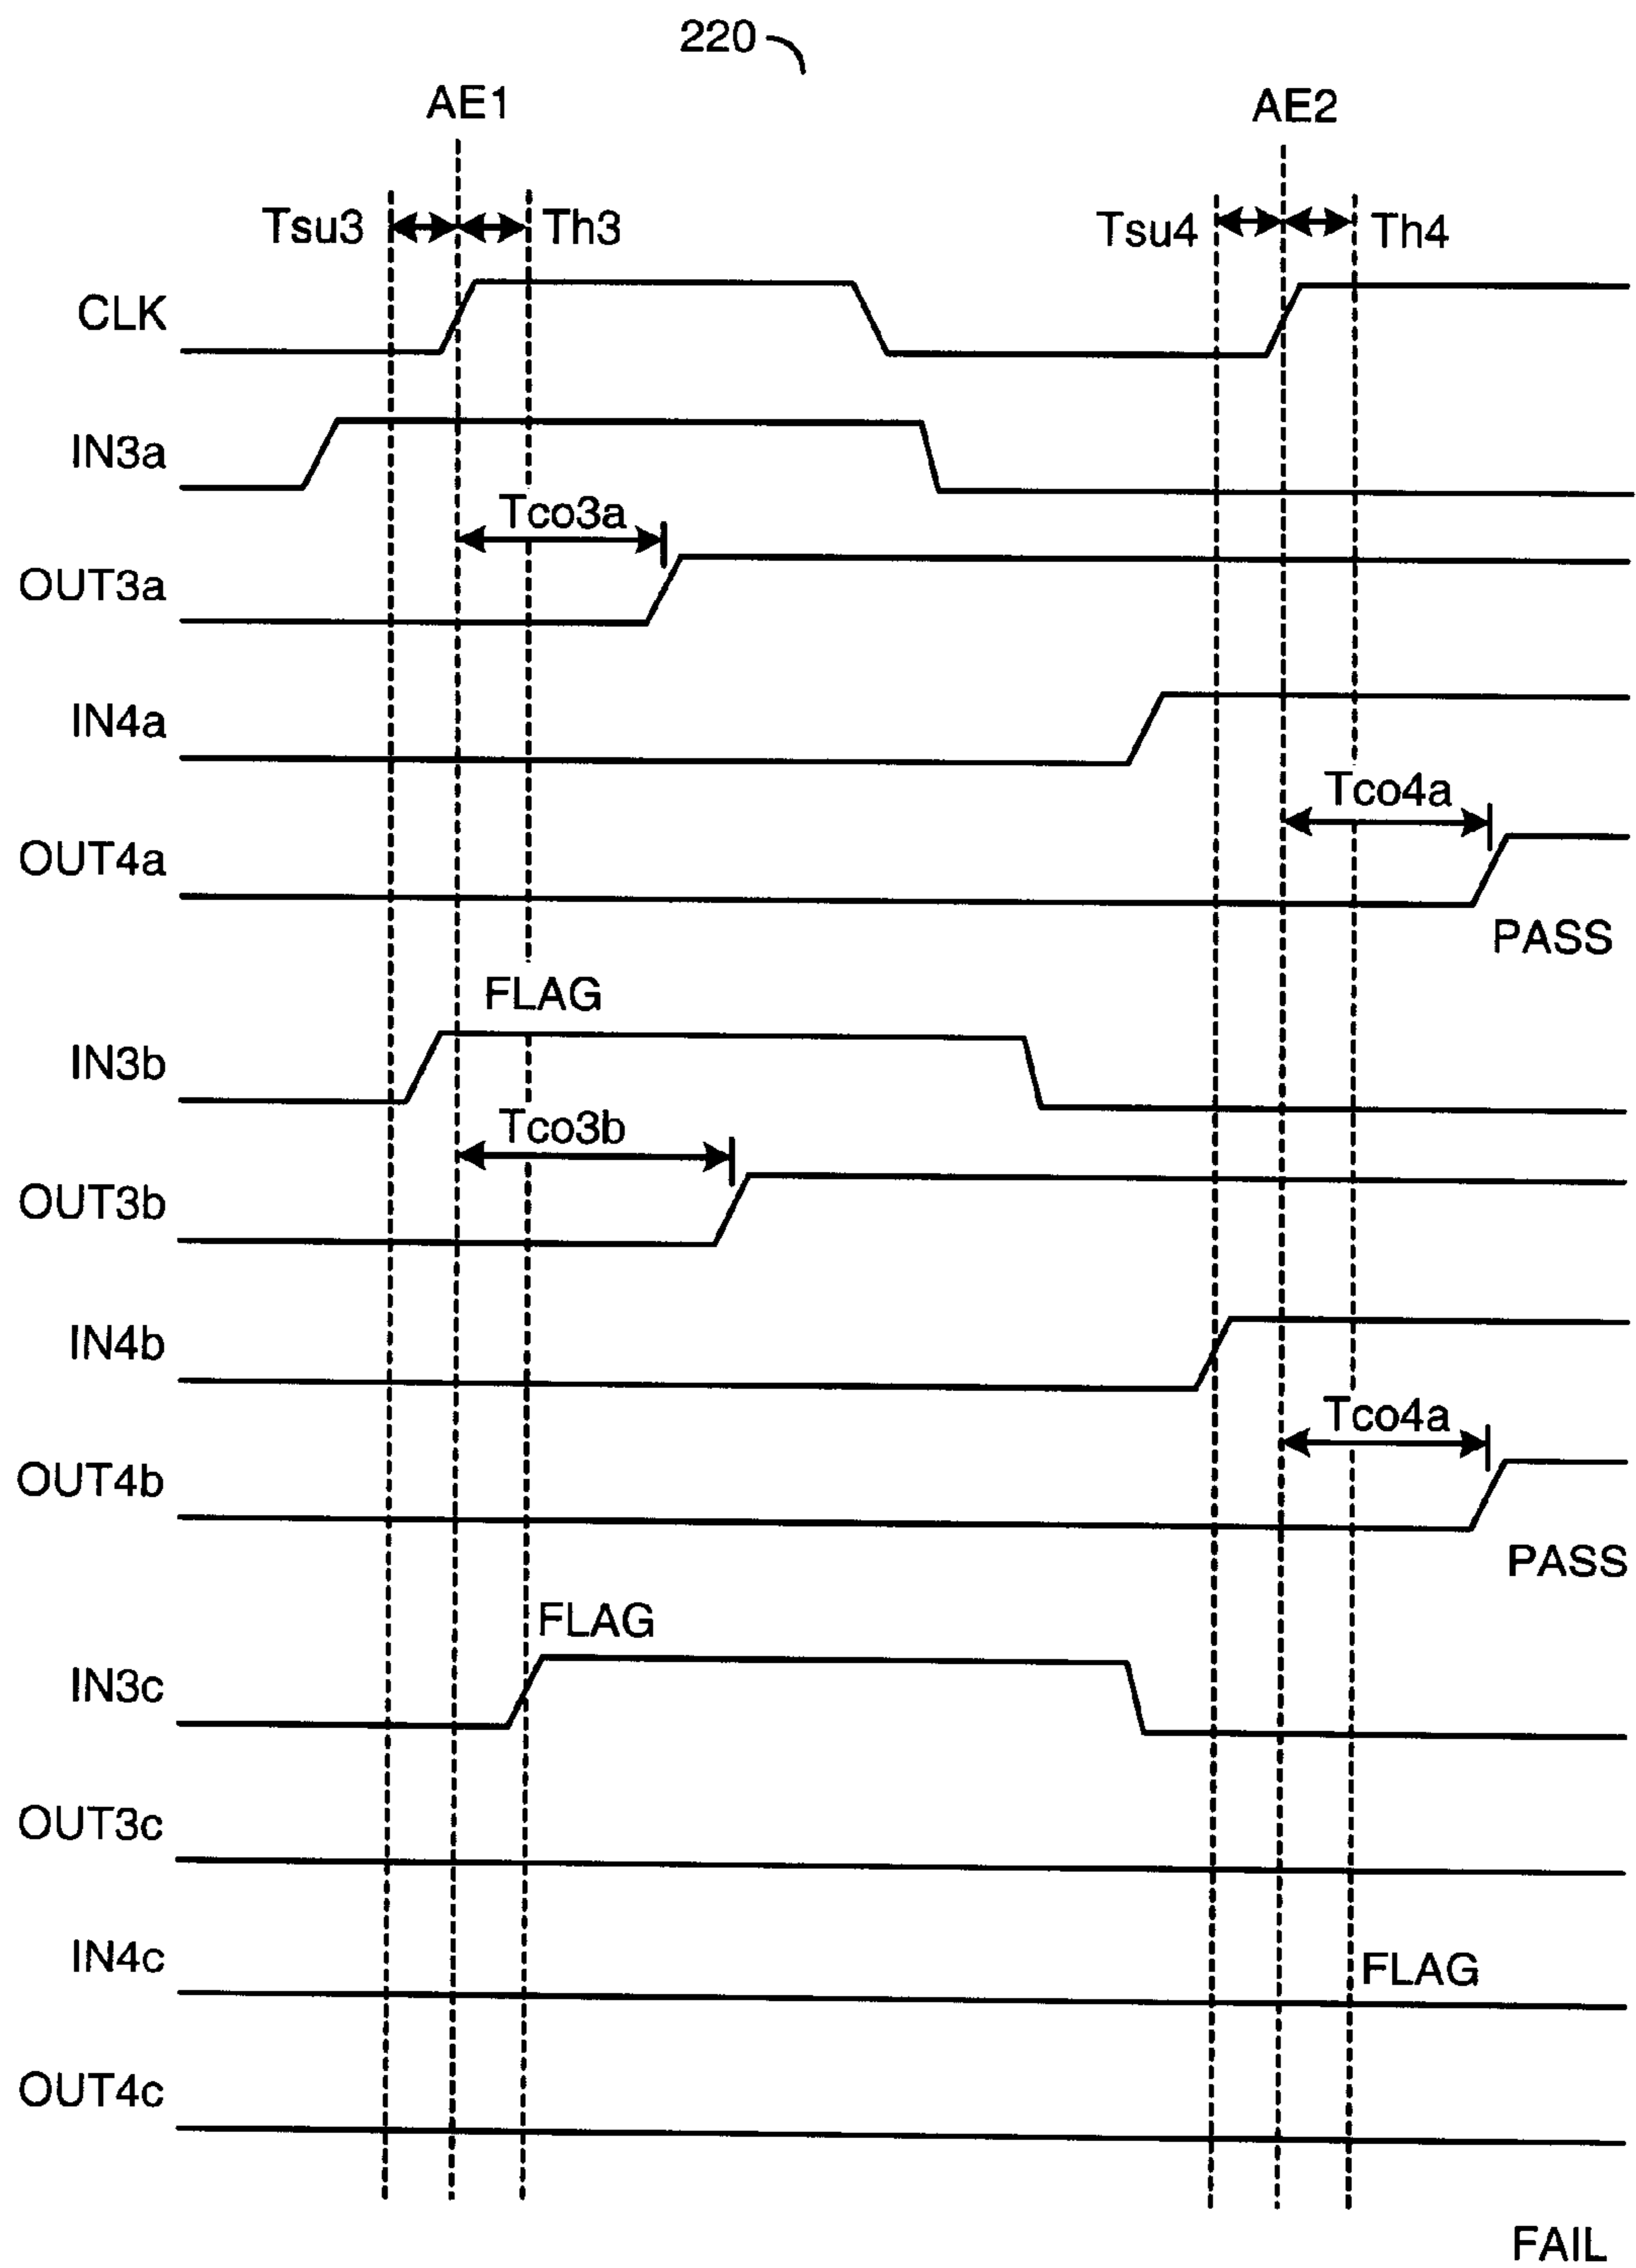 220
AE1
AE2
Tsu3
Th3
Tsu4
Th4
CLK
IN3a
Tco3a
OUT3a
IN4a
Tco4a
OUT4a
PASS
FLAG
IN3b
Tco3b
OUT3b
IN4b
Tco4a
OUT4b
PASS
FLAG
IN3c
OUT3c
IN4c
FLAG
OUT4c
FAIL